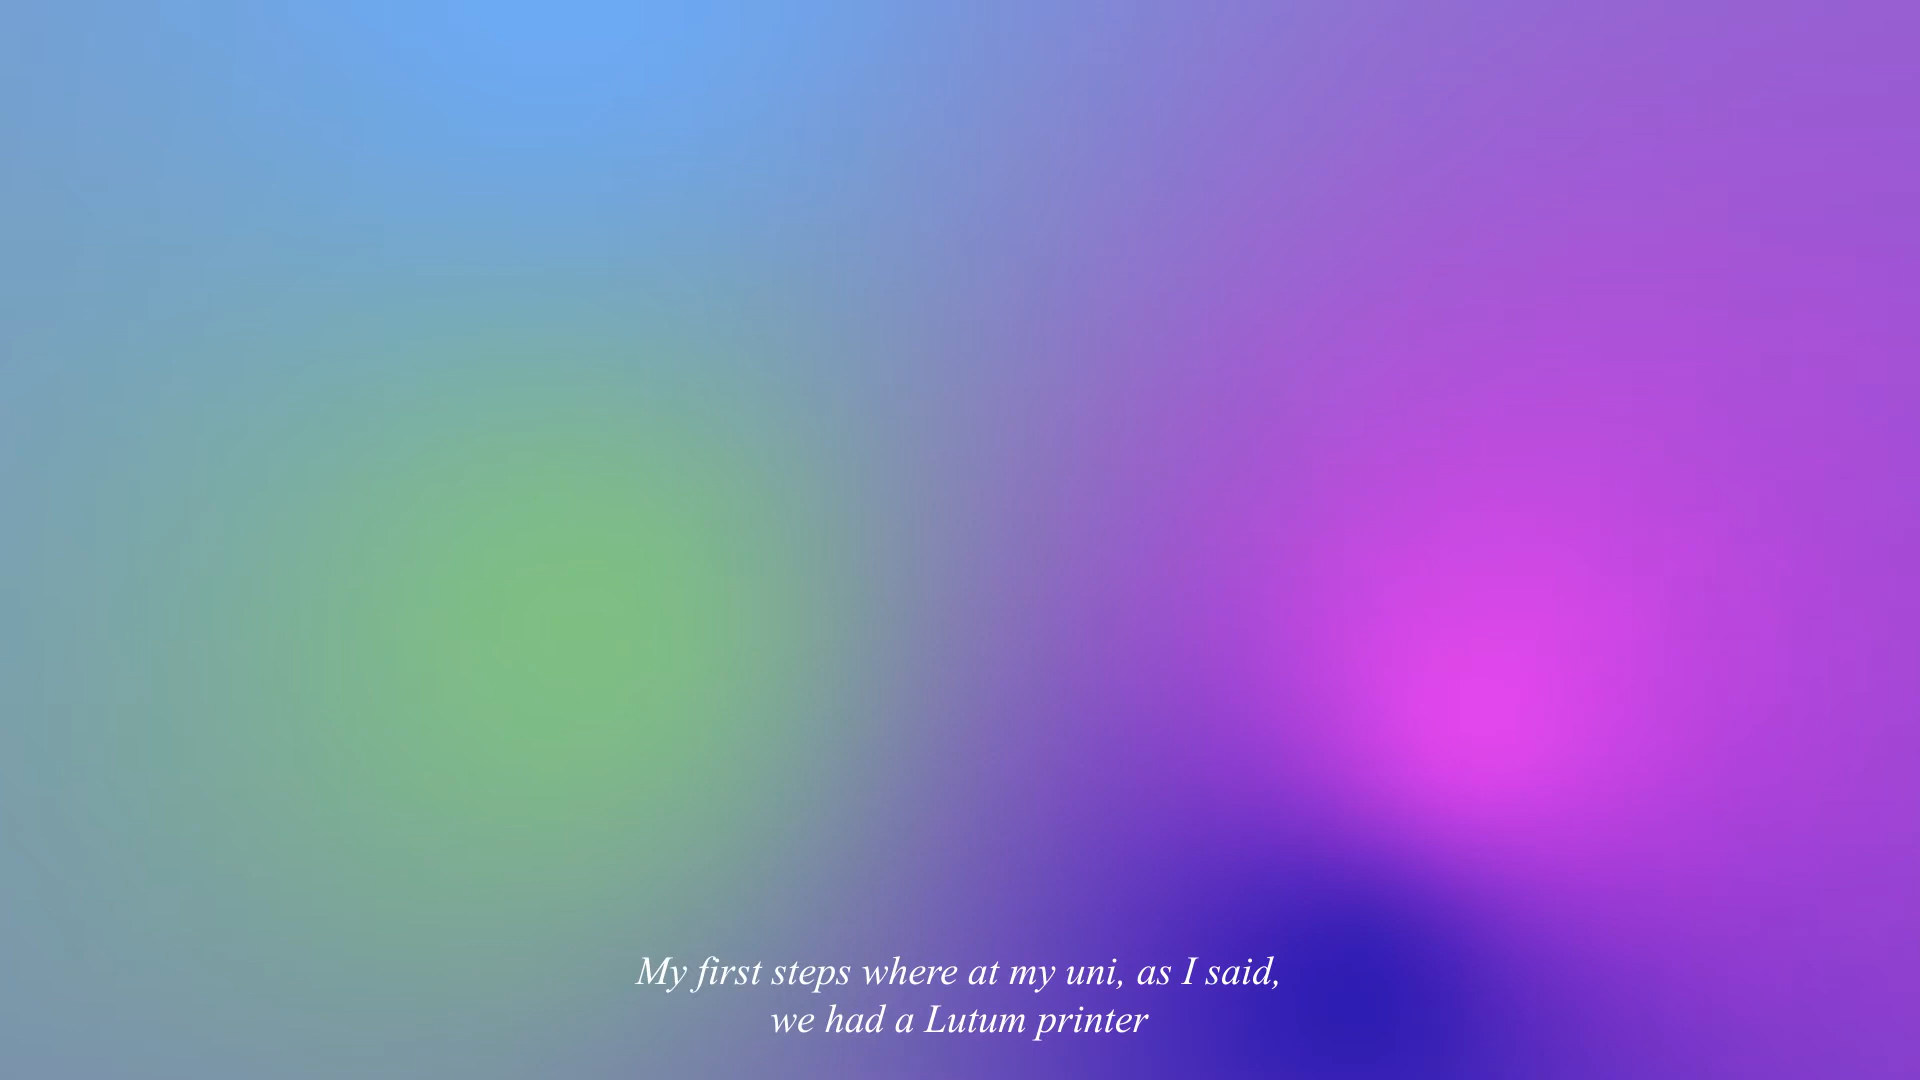 My first steps where at my uni, as I said,
we had a Lutum printer